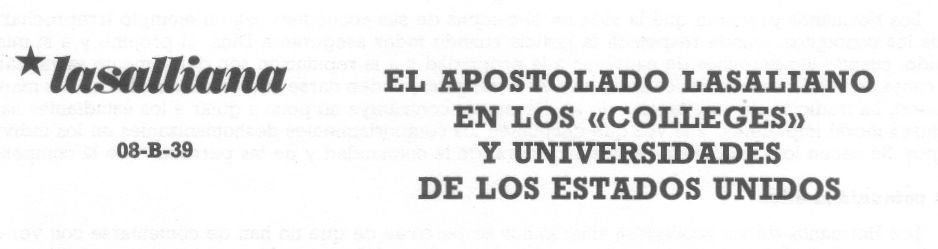 ★lasalliana
08-B-39
EL APOSTOLADO LASALIANO
EN LOS «COLLEGES»
Y UNIVERSIDADES
DE LOS ESTADOS UNIDOS